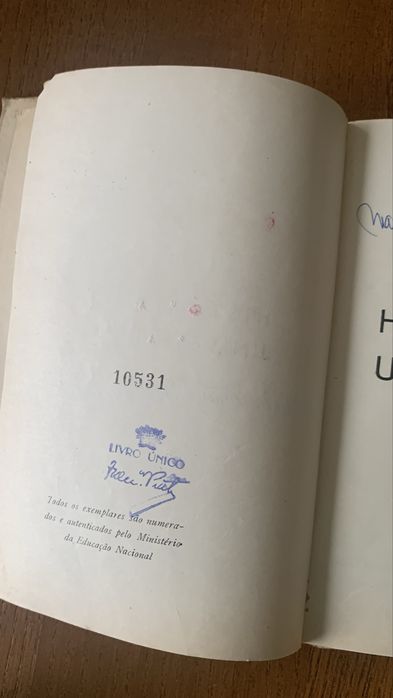 10531
LIVRO ÚNICO
Todos os exemplares são numera-
dos e autenticados pelo Ministério
da Educação Nacional
H
U